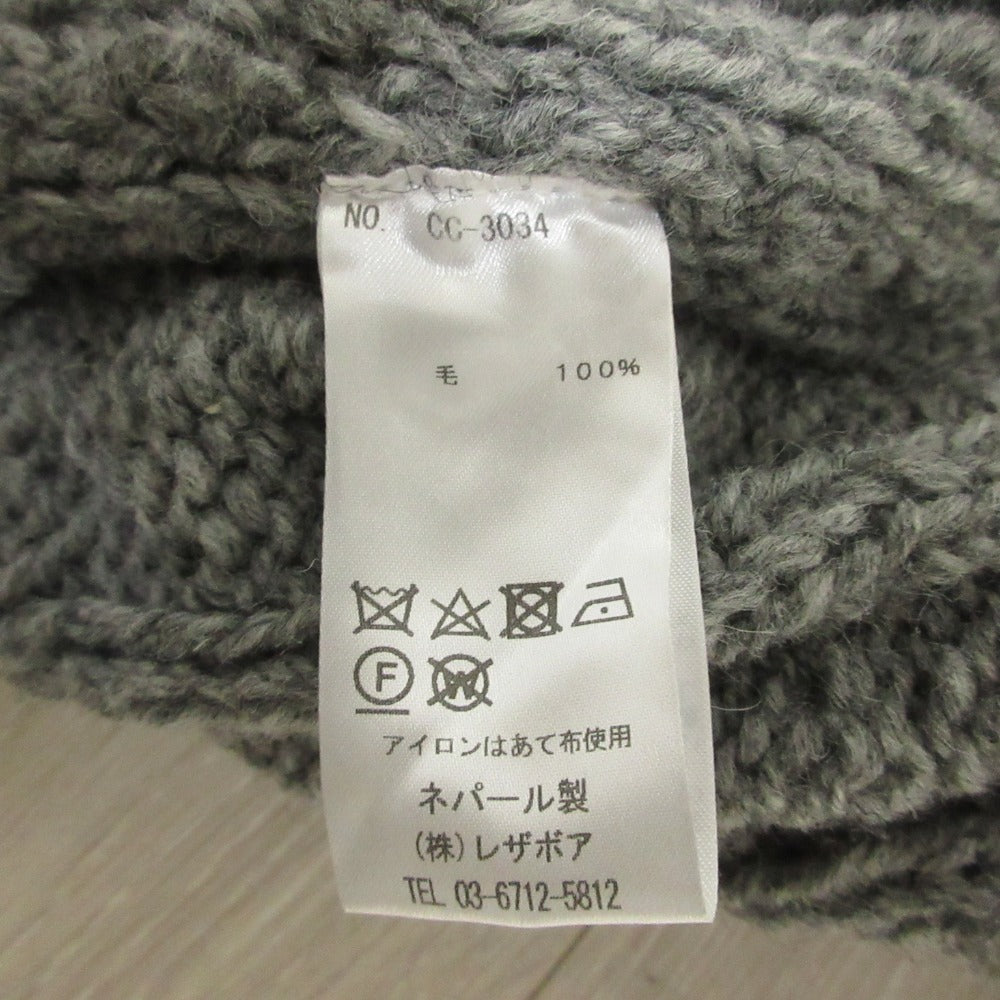 NO. CC-3034
毛 100%
F W
アイロンはあて布使用
ネパール製
(株)レザボア
TEL 03-6712-5812